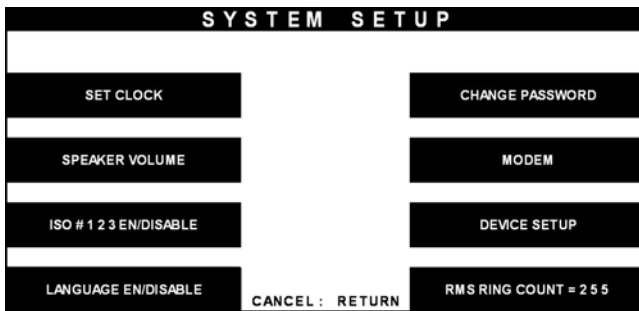 SYSTEM SETUP
SET CLOCK
CHANGE PASSWORD
SPEAKER VOLUME
MODEM
ISO # 1 2 3 EN/DISABLE
DEVICE SETUP
LANGUAGE EN/DISABLE
CANCEL: RETURN
RMS RING COUNT = 2 5 5